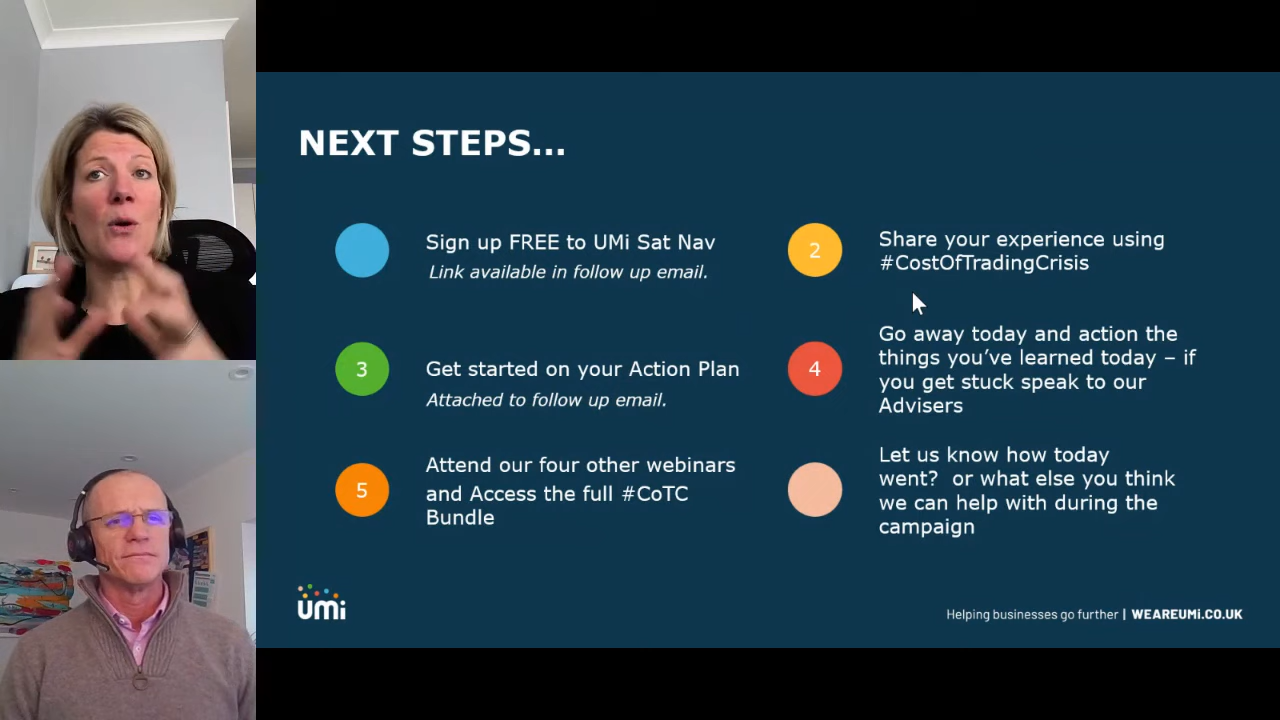 NEXT STEPS...
Sign up FREE to UMi Sat Nav
Link available in follow up email.
2
Share your experience using
#CostOfTradingCrisis
3
Get started on your Action Plan
Attached to follow up email.
4
Go away today and action the
things you’ve learned today – if
you get stuck speak to our
Advisers
5
Attend our four other webinars
and Access the full #CoTC
Bundle
Let us know how today
went?  or what else you think
we can help with during the
campaign
umi
Helping businesses go further | WEAREUMi.CO.UK